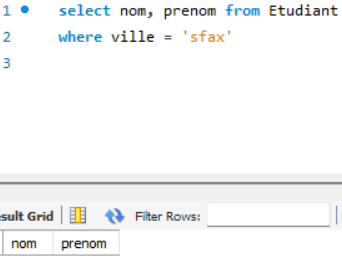 1 select nom, prenom from Etudiant
2 where ville = 'sfax'
3
esult Grid Filter Rows:
nom prenom